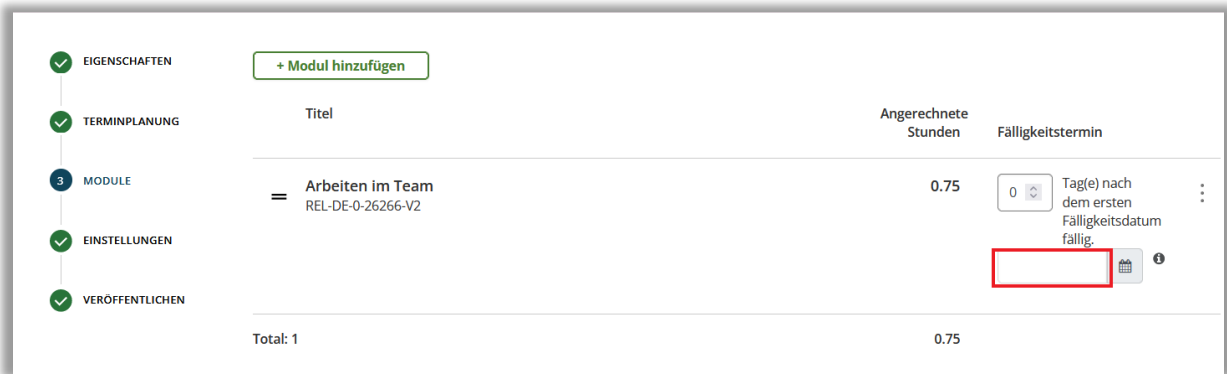 EIGENSCHAFTEN
TERMINPLANUNG
3 MODULE
EINSTELLUNGEN
VERÖFFENTLICHEN
+ Modul hinzufügen
Titel
Angerechnete
Stunden
Fälligkeitstermin
Arbeiten im Team
REL-DE-0-26266-V2
0.75
0
Tag(e) nach
dem ersten
Fälligkeitsdatum
fällig.
Total: 1
0.75